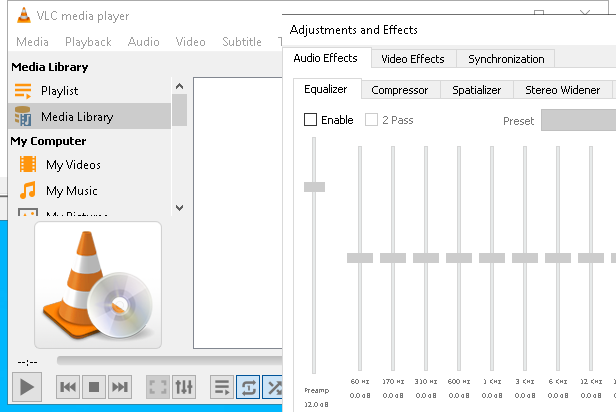 VLC media player
Media Playback Audio Video Subtitle
Media Library
Playlist
Media Library
My Computer
My Videos
My Music
My Pictures
--:--
Adjustments and Effects
Audio Effects Video Effects Synchronization
Equalizer Compressor Spatializer Stereo Widener
Enable 2 Pass Preset
60 Hz 170 Hz 310 Hz 600 Hz 1 KHz 3 KHz 6 KHz 12 KHz
Preamp 0.0 dB 0.0 dB 0.0 dB 0.0 dB 0.0 dB 0.0 dB 0.0 dB 0.0 dB
12.0 dB